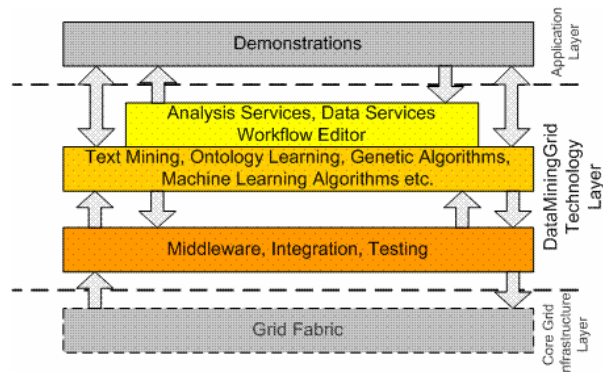 Demonstrations
Application
Layer
Analysis Services, Data Services
Workflow Editor
Text Mining, Ontology Learning, Genetic Algorithms,
Machine Learning Algorithms etc.
DataMiningGrid
Technology
Layer
Middleware, Integration, Testing
Grid Fabric
Core Grid
Infrastructure
Layer